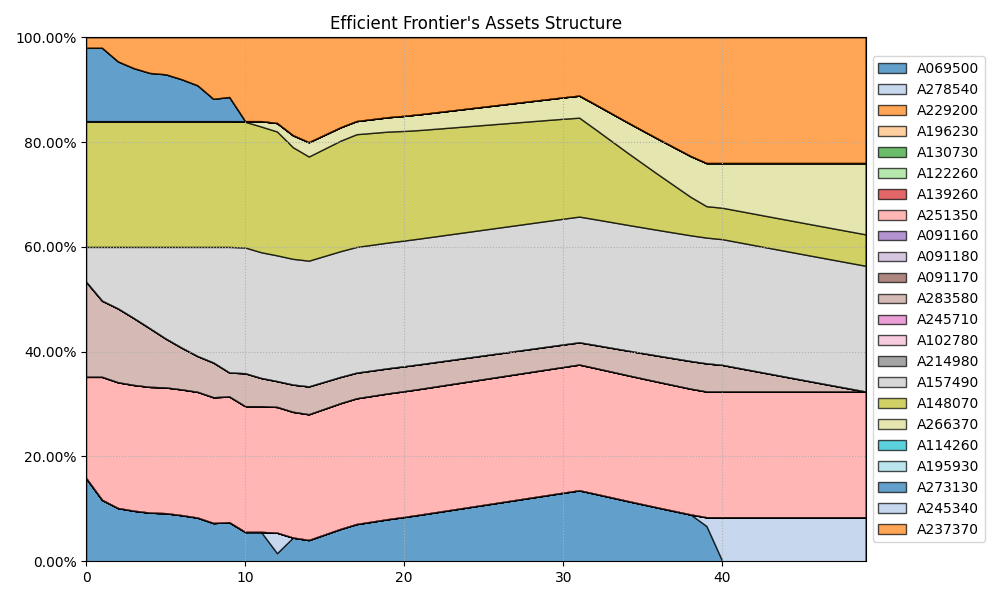 Efficient Frontier's Assets Structure
100.00%
80.00%
60.00%
40.00%
20.00%
0.00%
0
10
20
30
40
A069500
A278540
A229200
A196230
A130730
A122260
A139260
A251350
A091160
A091180
A091170
A283580
A245710
A102780
A214980
A157490
A148070
A266370
A114260
A195930
A273130
A245340
A237370